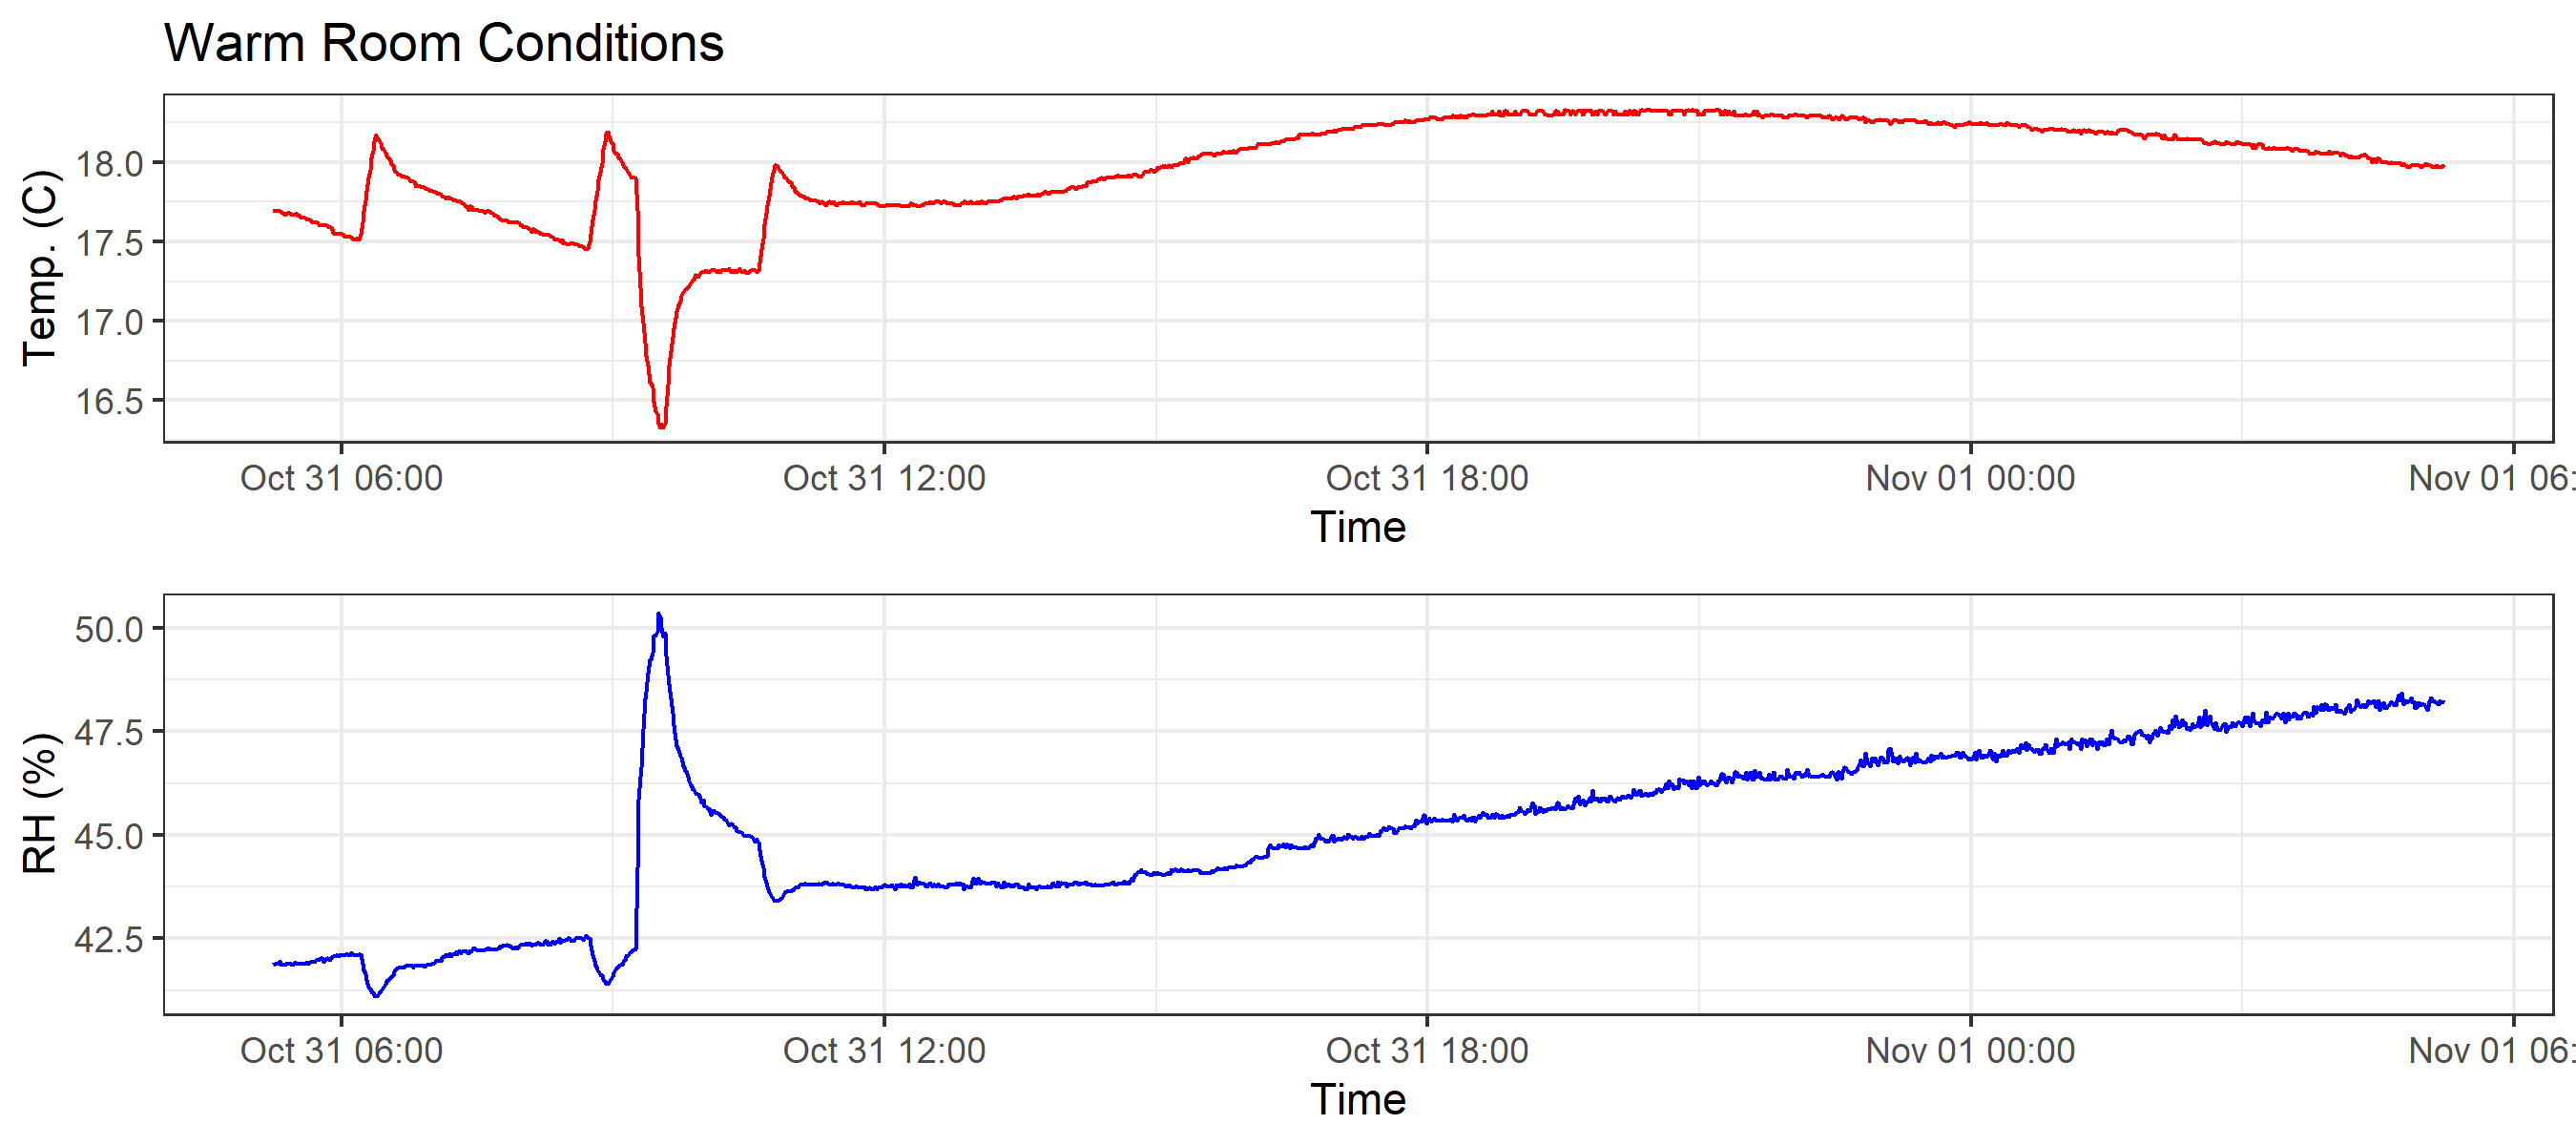 Warm Room Conditions
Temp. (C)
18.0
17.5
17.0
16.5
Oct 31 06:00 Oct 31 12:00 Oct 31 18:00 Nov 01 00:00 Nov 01 06:
Time
RH (%)
50.0
47.5
45.0
42.5
Oct 31 06:00 Oct 31 12:00 Oct 31 18:00 Nov 01 00:00 Nov 01 06:
Time